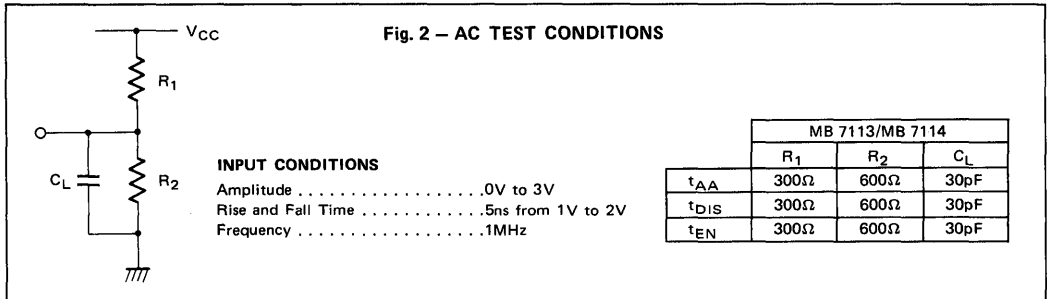 Fig. 2 – AC TEST CONDITIONS
VCC
R1
CL
R2
INPUT CONDITIONS
Amplitude . . . . . . . . . . . . . . . . . .0V to 3V
Rise and Fall Time . . . . . . . . . . . .5ns from 1V to 2V
Frequency . . . . . . . . . . . . . . . . . .1MHz
MB 7113/MB 7114
R1 R2 CL
tAA 300Ω 600Ω 30pF
tDIS 300Ω 600Ω 30pF
tEN 300Ω 600Ω 30pF